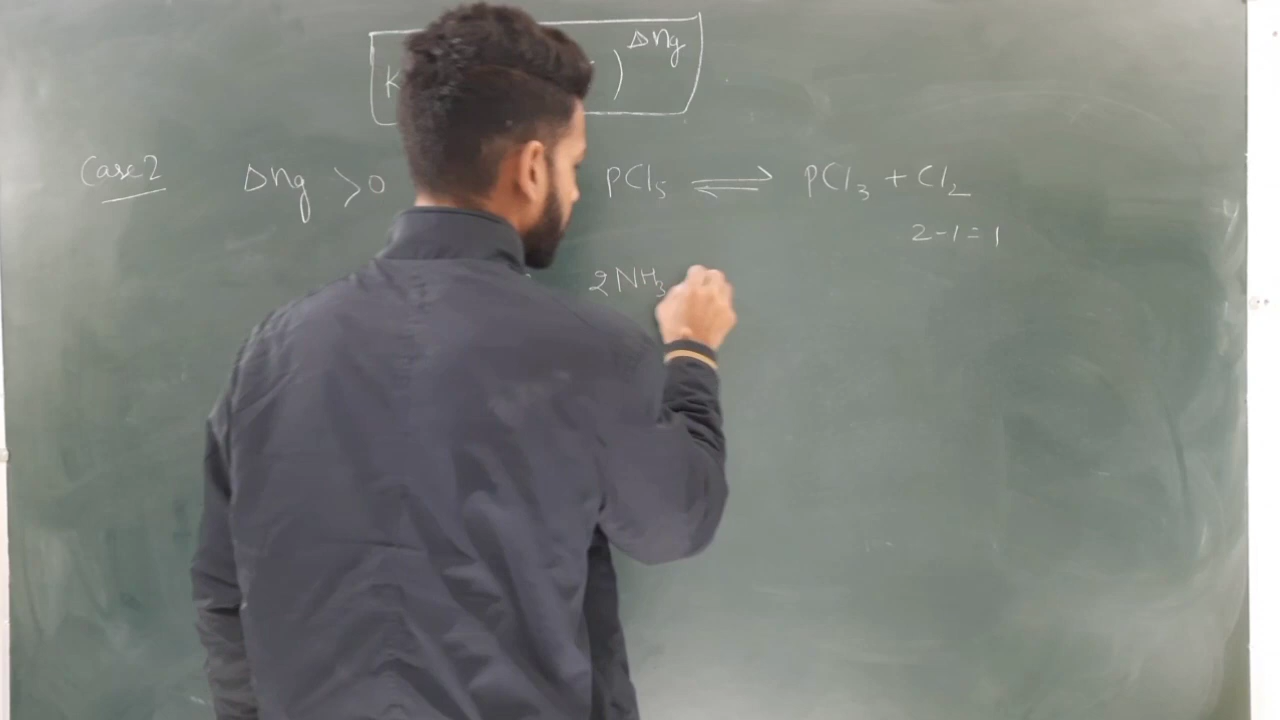 K ) Δng
Case 2 Δng >0 PCl5 ⇌ PCl3 + Cl2
2-1=1
2NH3